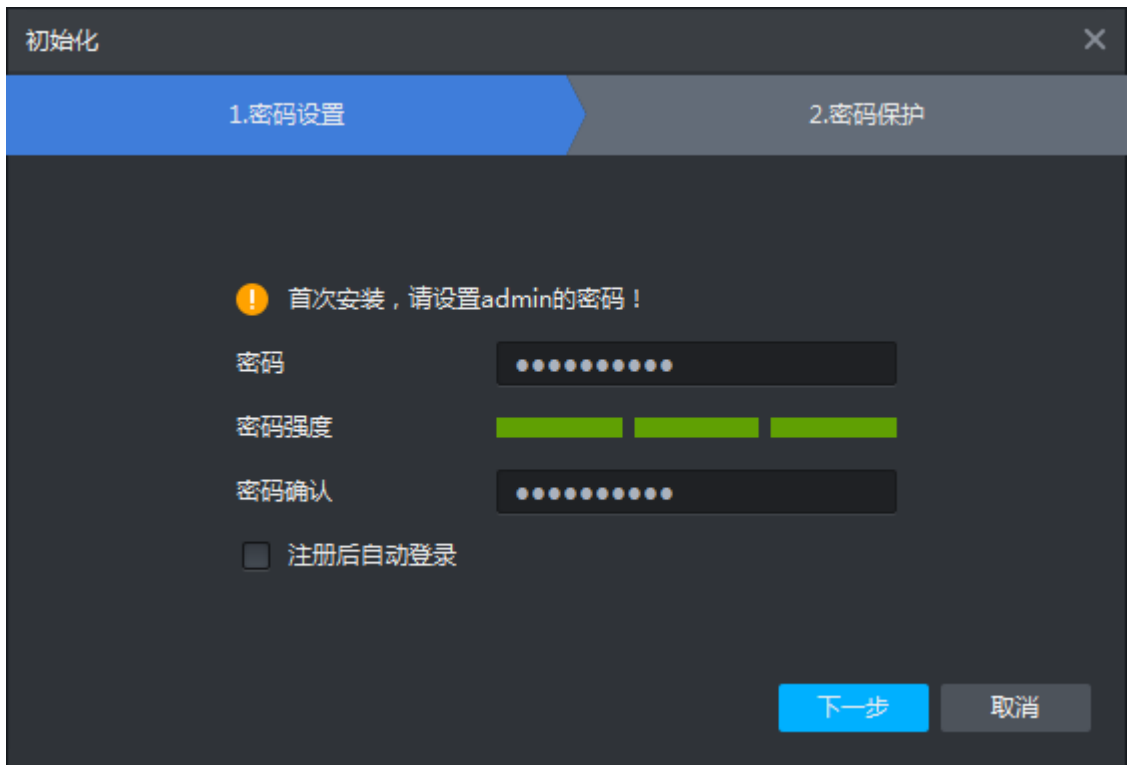 初始化
1.密码设置
2.密码保护
首次安装，请设置admin的密码！
密码 ●●●●●●●●●●
密码强度
密码确认 ●●●●●●●●●●
注册后自动登录
下一步 取消